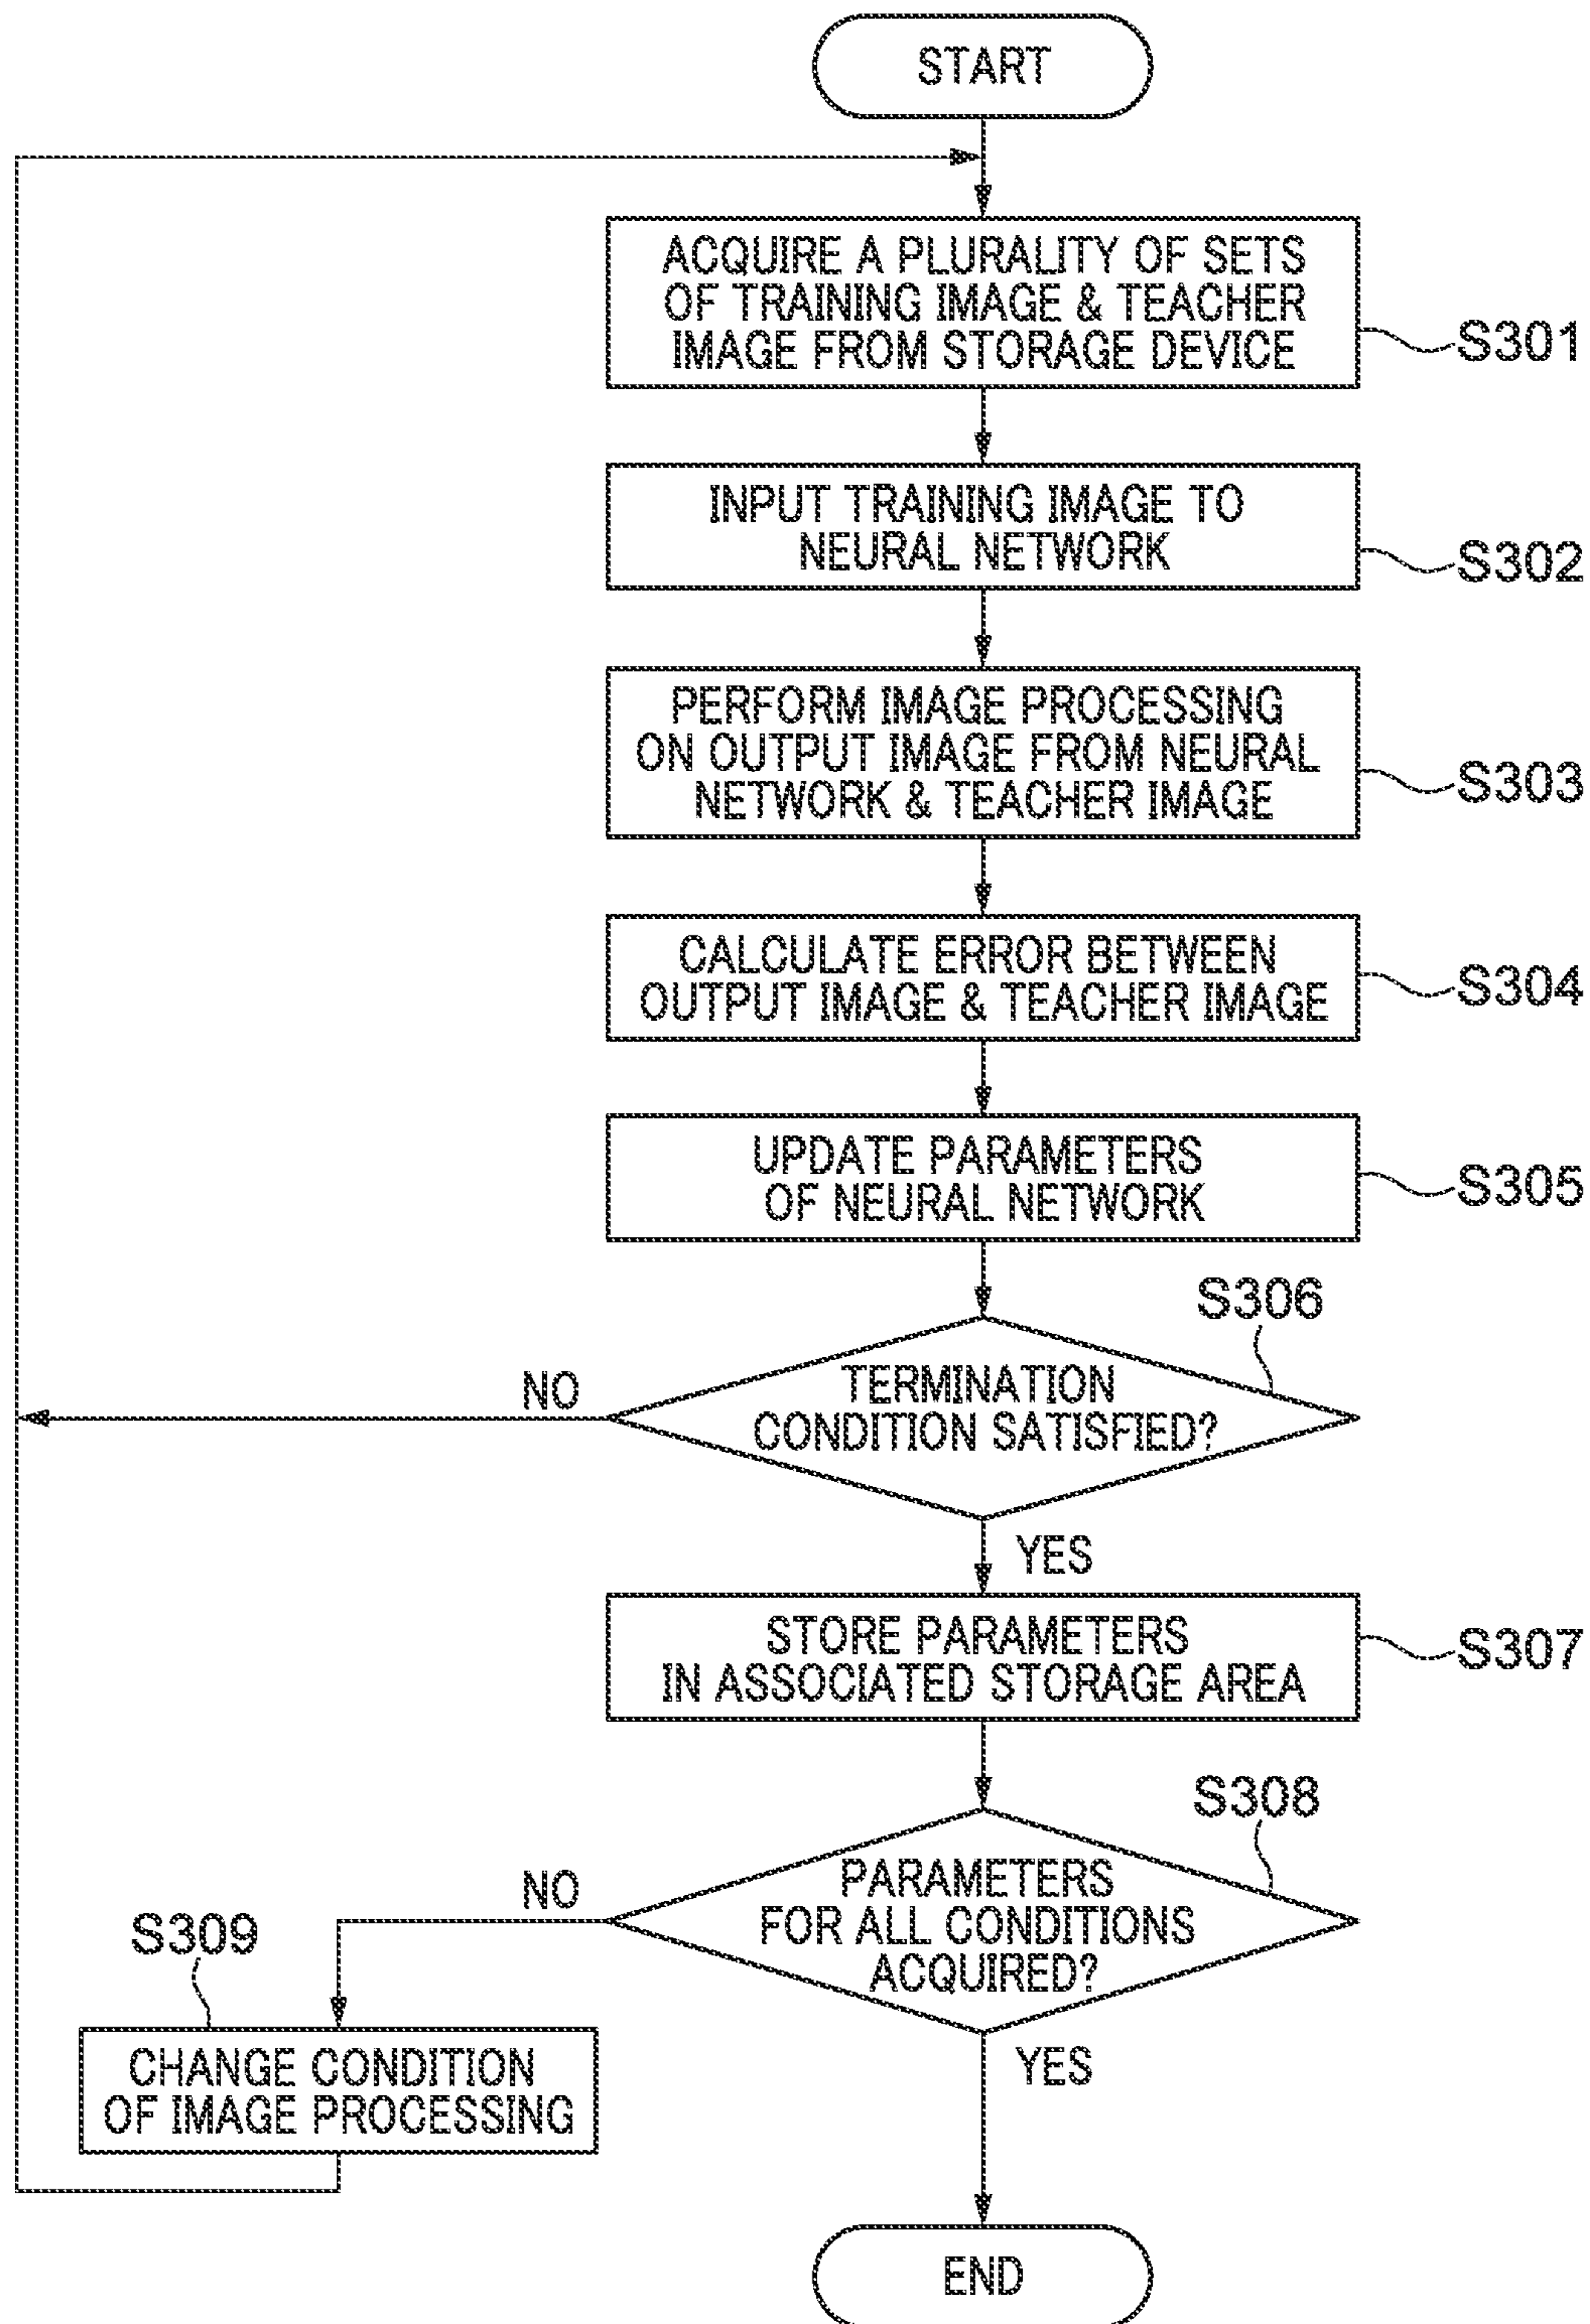 START
ACQUIRE A PLURALITY OF SETS
OF TRAINING IMAGE & TEACHER
IMAGE FROM STORAGE DEVICE
S301
INPUT TRAINING IMAGE TO
NEURAL NETWORK
S302
PERFORM IMAGE PROCESSING
ON OUTPUT IMAGE FROM NEURAL
NETWORK & TEACHER IMAGE
S303
CALCULATE ERROR BETWEEN
OUTPUT IMAGE & TEACHER IMAGE
S304
UPDATE PARAMETERS
OF NEURAL NETWORK
S305
S306
NO
TERMINATION
CONDITION SATISFIED?
YES
STORE PARAMETERS
IN ASSOCIATED STORAGE AREA
S307
S308
NO
PARAMETERS
FOR ALL CONDITIONS
ACQUIRED?
S309
CHANGE CONDITION
OF IMAGE PROCESSING
YES
END